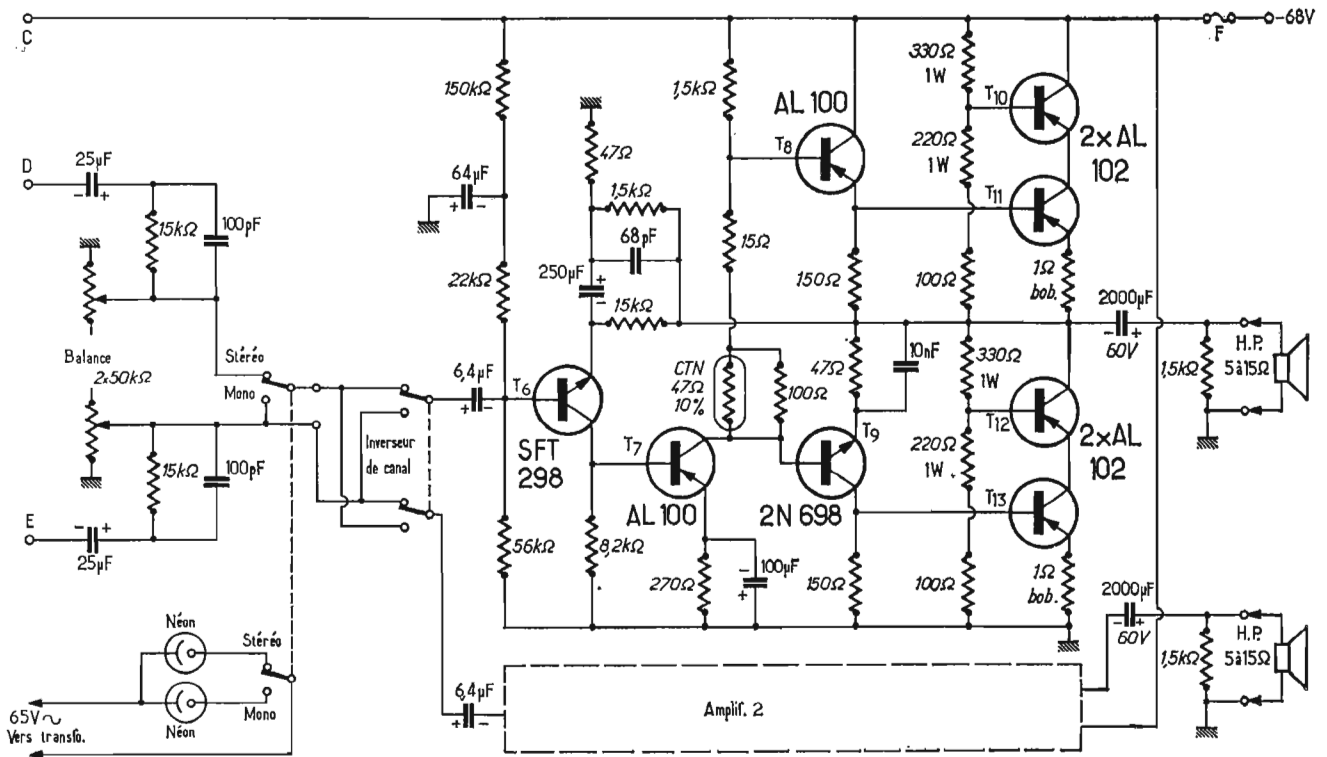 C
F
-68V
150kΩ
1,5kΩ
330Ω
1W
AL 100
T10
D
25µF
- +
47Ω
T8
2xAL
102
220Ω
1W
64µF
+ -
1,5kΩ
15kΩ
100pF
T11
68pF
15Ω
22kΩ
250µF
+
-
150Ω
100Ω
1Ω
bob.
2000µF
- +
60V
15kΩ
Balance
2x50kΩ
Stéréo
Mono
6,4µF
+ -
T6
CTN
47Ω
10%
100Ω
47Ω
10nF
330Ω
1W
1,5kΩ
H.P.
5à15Ω
T12
2xAL
102
SFT
298
T7
T9
Inverseur
de canal
15kΩ
100pF
220Ω
1W
AL 100
2N 698
T13
E
- +
25µF
56kΩ
8,2kΩ
270Ω
-
+
100µF
150Ω
100Ω
1Ω
bob.
2000µF
- +
60V
Néon
Stéréo
Mono
Néon
1,5kΩ
H.P.
5à15Ω
65V~
Vers transfo.
6,4µF
+ -
Amplif. 2